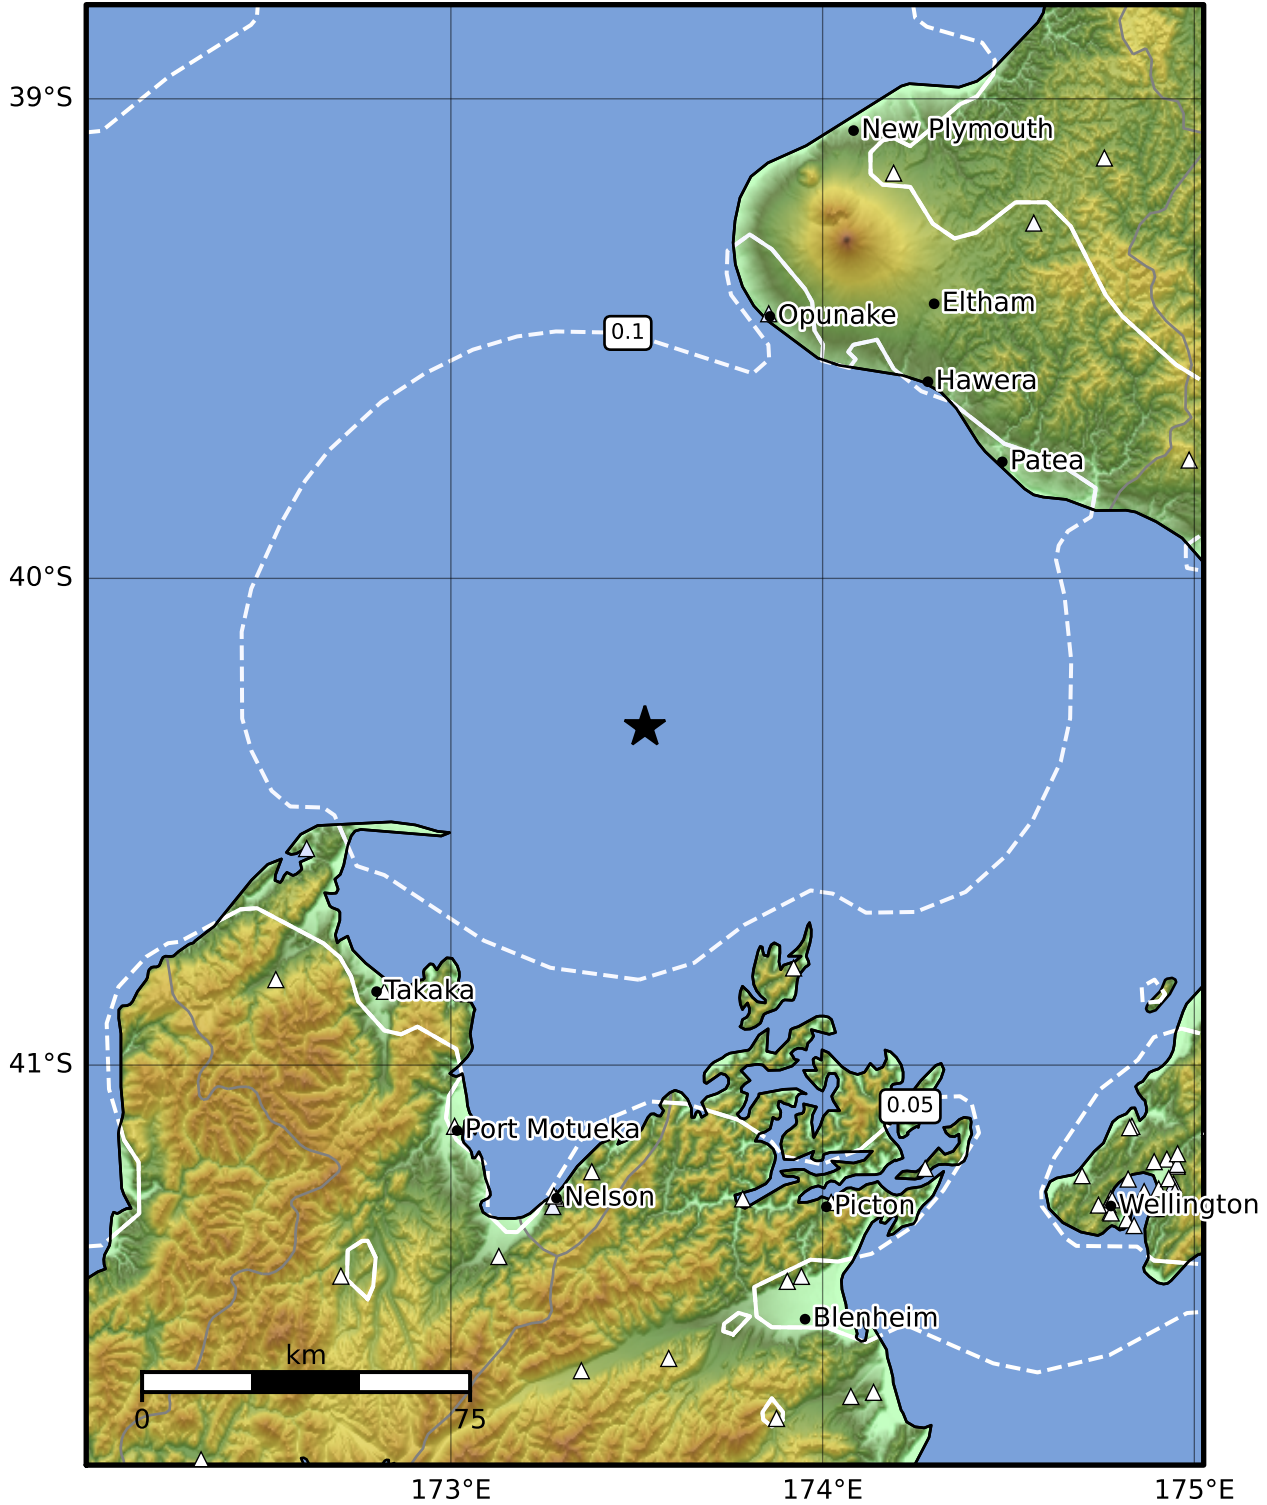 39°S
New Plymouth
Eltham
Opunake
0.1
Hawera
Patea
40°S
Takaka
41°S
0.05
Port Motueka
Nelson
Picton
Wellington
Blenheim
km
0 75
173°E 174°E 175°E